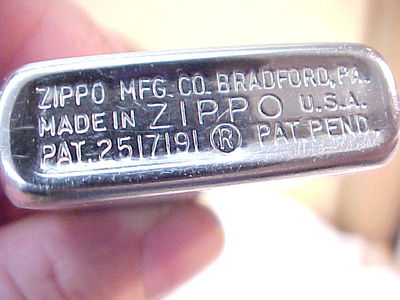 ZIPPO MFG. CO. BRADFORD, PA.
MADE IN ZIPPO U.S.A.
PAT. 2517191 ® PAT. PEND.